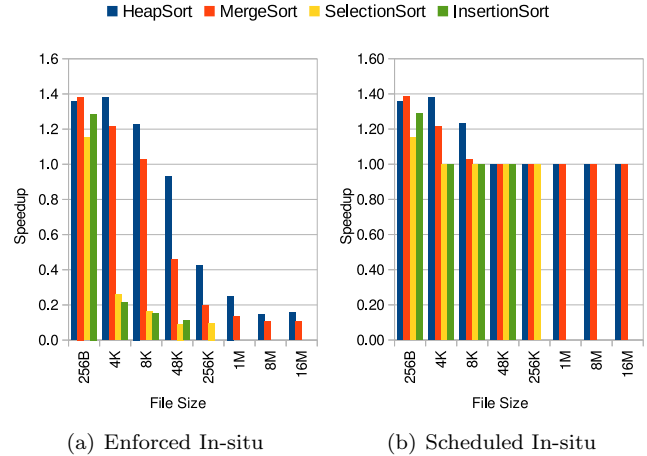 HeapSort MergeSort SelectionSort InsertionSort
1.6
1.4
1.2
1.0
0.8
0.6
0.4
0.2
0.0
Speedup
256B 4K 8K 48K 256K 1M 8M 16M
File Size
(a) Enforced In-situ
1.60
1.40
1.20
1.00
0.80
0.60
0.40
0.20
0.00
Speedup
256B 4K 8K 48K 256K 1M 8M 16M
File Size
(b) Scheduled In-situ